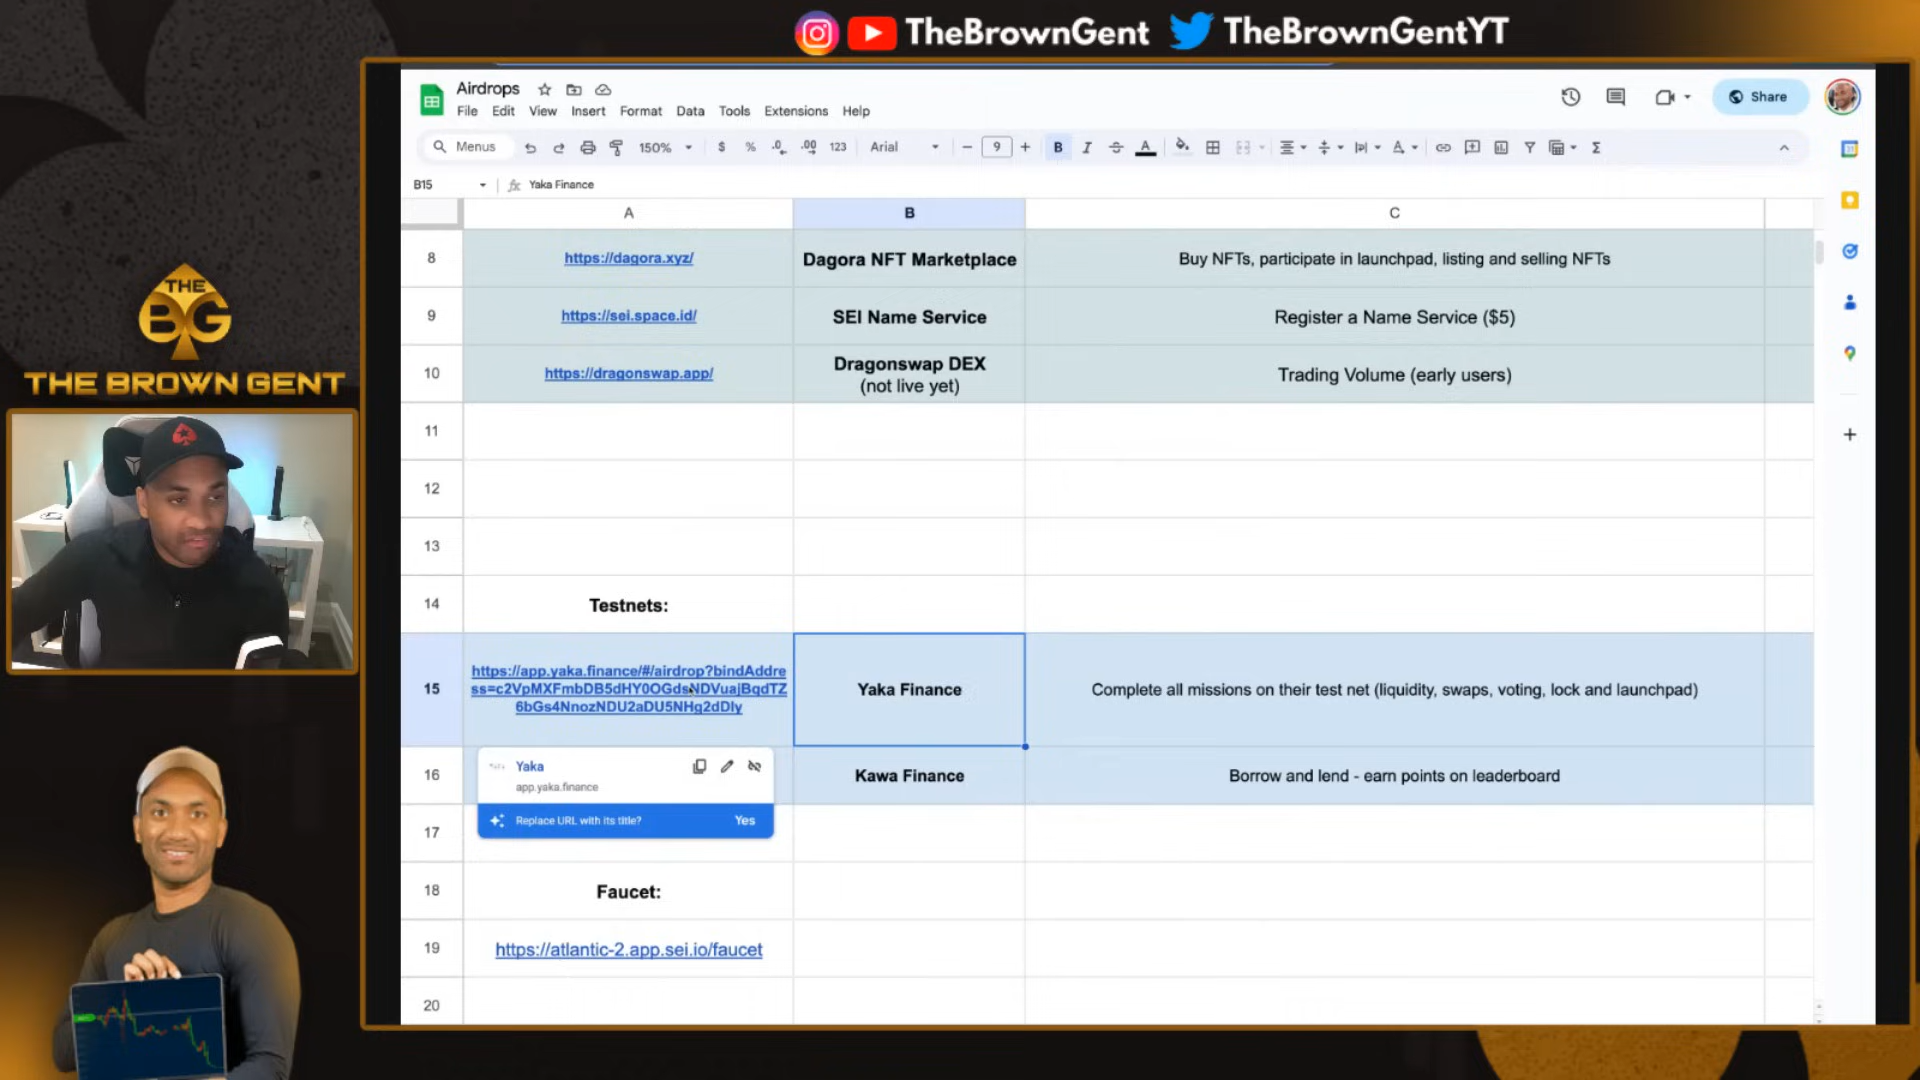 TheBrownGent TheBrownGentYT
Airdrops
File Edit View Insert Format Data Tools Extensions Help
Share
Menus 150% $ % .0 .00 123 Arial 9 B I A
B15 fx Yaka Finance
A B C
8 https://dagora.xyz/ Dagora NFT Marketplace Buy NFTs, participate in launchpad, listing and selling NFTs
9 https://sei.space.id/ SEI Name Service Register a Name Service ($5)
10 https://dragonswap.app/ Dragonswap DEX
(not live yet) Trading Volume (early users)
11
12
13
14 Testnets:
15 https://app.yaka.finance/#/airdrop?bindAddre
ss=c2VpMXFmbDB5dHY0OGdsNDVuajBqdTZ
6bGs4NnozNDU2aDU5NHg2dDly
Yaka Finance Complete all missions on their test net (liquidity, swaps, voting, lock and launchpad)
Yaka
app.yaka.finance
Replace URL with its title? Yes
16 Kawa Finance Borrow and lend - earn points on leaderboard
17
18 Faucet:
19 https://atlantic-2.app.sei.io/faucet
20
THE
BG
THE BROWN GENT